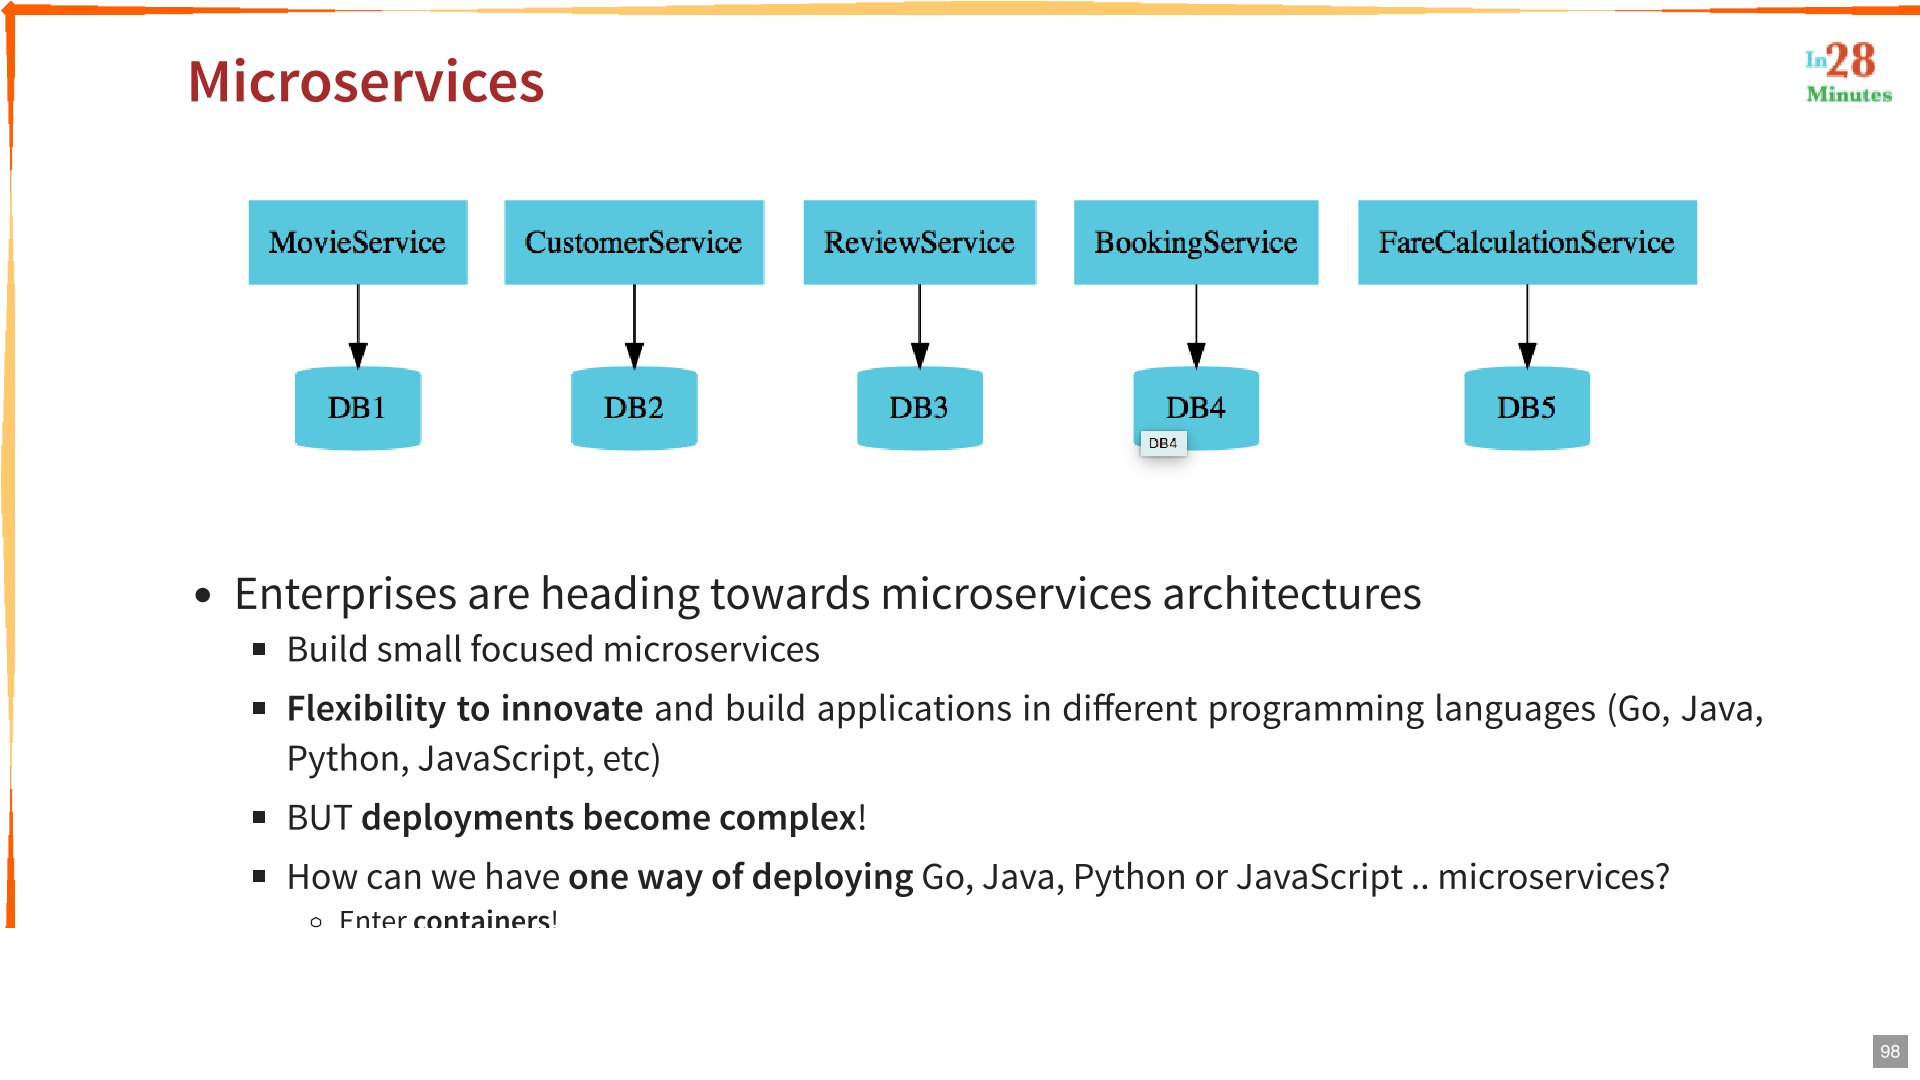 Microservices
In28
Minutes
MovieService
CustomerService
ReviewService
BookingService
FareCalculationService
DB1
DB2
DB3
DB4
DB5
DB4
• Enterprises are heading towards microservices architectures
▪ Build small focused microservices
▪ Flexibility to innovate and build applications in different programming languages (Go, Java,
Python, JavaScript, etc)
▪ BUT deployments become complex!
▪ How can we have one way of deploying Go, Java, Python or JavaScript .. microservices?
○ Enter containers!
98